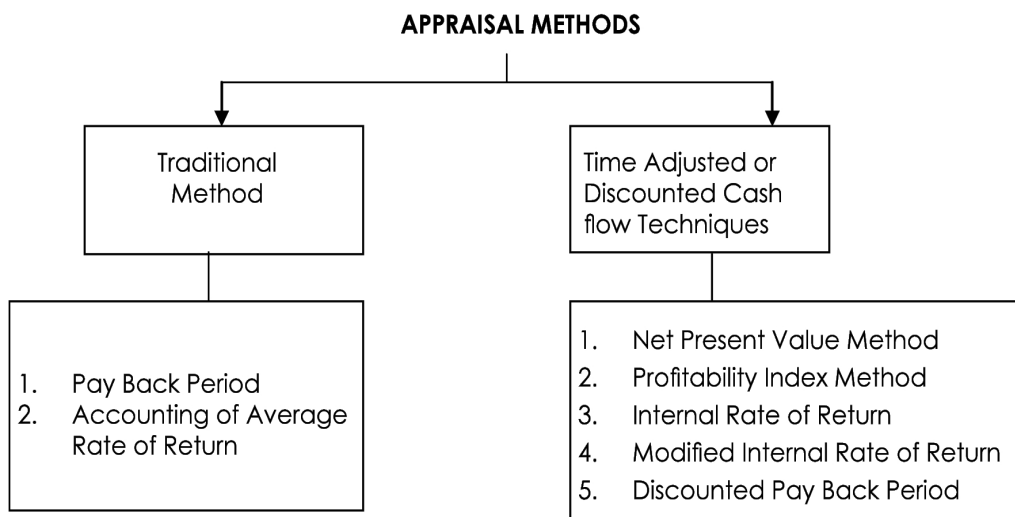 APPRAISAL METHODS
Traditional
Method
Time Adjusted or
Discounted Cash
flow Techniques
1. Pay Back Period
2. Accounting of Average
Rate of Return
1. Net Present Value Method
2. Profitability Index Method
3. Internal Rate of Return
4. Modified Internal Rate of Return
5. Discounted Pay Back Period